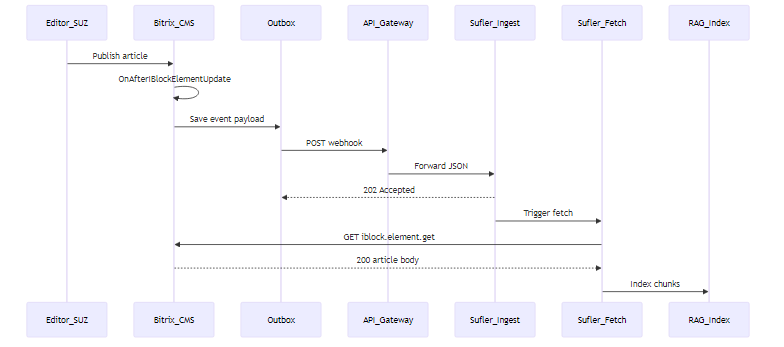 Editor_SUZ Bitrix_CMS Outbox API_Gateway Sufler_Ingest Sufler_Fetch RAG_Index
Publish article
OnAfterIBlockElementUpdate
Save event payload
POST webhook
Forward JSON
202 Accepted
Trigger fetch
GET iblock.element.get
200 article body
Index chunks
Editor_SUZ Bitrix_CMS Outbox API_Gateway Sufler_Ingest Sufler_Fetch RAG_Index